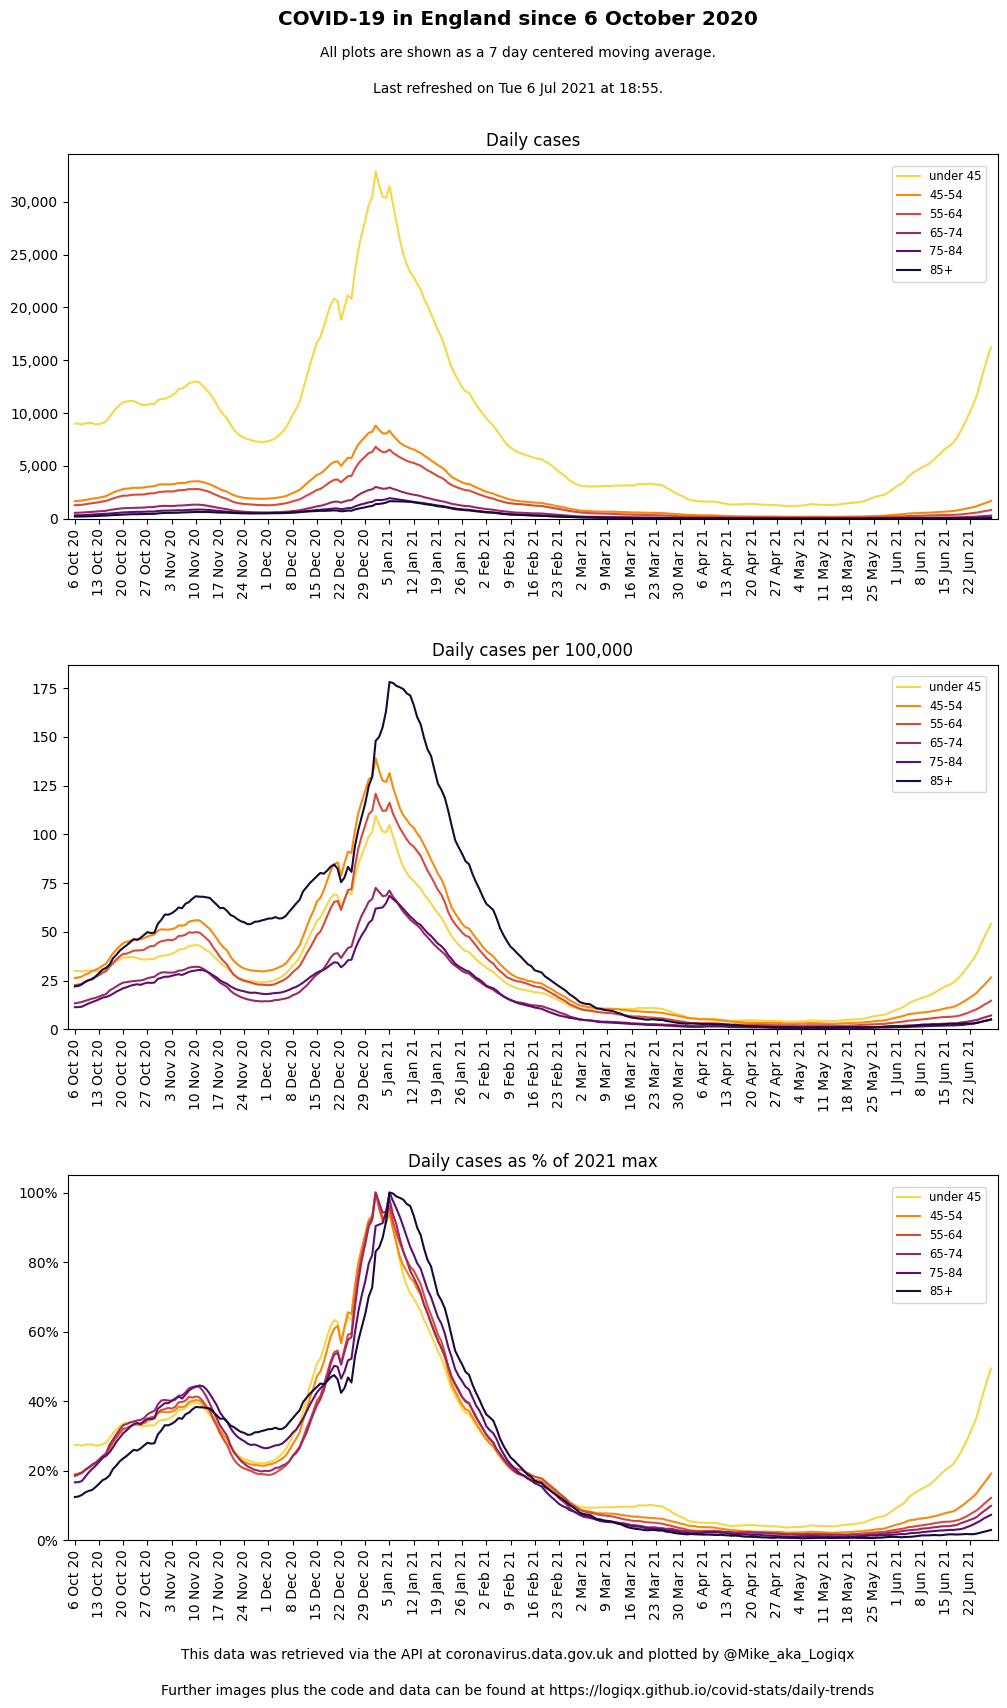 COVID-19 in England since 6 October 2020
All plots are shown as a 7 day centered moving average.
Last refreshed on Tue 6 Jul 2021 at 18:55.
Daily cases
30,000
25,000
20,000
15,000
10,000
5,000
0
under 45
45-54
55-64
65-74
75-84
85+
6 Oct 20
13 Oct 20
20 Oct 20
27 Oct 20
3 Nov 20
10 Nov 20
17 Nov 20
24 Nov 20
1 Dec 20
8 Dec 20
15 Dec 20
22 Dec 20
29 Dec 20
5 Jan 21
12 Jan 21
19 Jan 21
26 Jan 21
2 Feb 21
9 Feb 21
16 Feb 21
23 Feb 21
2 Mar 21
9 Mar 21
16 Mar 21
23 Mar 21
30 Mar 21
6 Apr 21
13 Apr 21
20 Apr 21
27 Apr 21
4 May 21
11 May 21
18 May 21
25 May 21
1 Jun 21
8 Jun 21
15 Jun 21
22 Jun 21
Daily cases per 100,000
175
150
125
100
75
50
25
0
under 45
45-54
55-64
65-74
75-84
85+
6 Oct 20
13 Oct 20
20 Oct 20
27 Oct 20
3 Nov 20
10 Nov 20
17 Nov 20
24 Nov 20
1 Dec 20
8 Dec 20
15 Dec 20
22 Dec 20
29 Dec 20
5 Jan 21
12 Jan 21
19 Jan 21
26 Jan 21
2 Feb 21
9 Feb 21
16 Feb 21
23 Feb 21
2 Mar 21
9 Mar 21
16 Mar 21
23 Mar 21
30 Mar 21
6 Apr 21
13 Apr 21
20 Apr 21
27 Apr 21
4 May 21
11 May 21
18 May 21
25 May 21
1 Jun 21
8 Jun 21
15 Jun 21
22 Jun 21
Daily cases as % of 2021 max
100%
80%
60%
40%
20%
0%
under 45
45-54
55-64
65-74
75-84
85+
6 Oct 20
13 Oct 20
20 Oct 20
27 Oct 20
3 Nov 20
10 Nov 20
17 Nov 20
24 Nov 20
1 Dec 20
8 Dec 20
15 Dec 20
22 Dec 20
29 Dec 20
5 Jan 21
12 Jan 21
19 Jan 21
26 Jan 21
2 Feb 21
9 Feb 21
16 Feb 21
23 Feb 21
2 Mar 21
9 Mar 21
16 Mar 21
23 Mar 21
30 Mar 21
6 Apr 21
13 Apr 21
20 Apr 21
27 Apr 21
4 May 21
11 May 21
18 May 21
25 May 21
1 Jun 21
8 Jun 21
15 Jun 21
22 Jun 21
This data was retrieved via the API at coronavirus.data.gov.uk and plotted by @Mike_aka_Logiqx
Further images plus the code and data can be found at https://logiqx.github.io/covid-stats/daily-trends